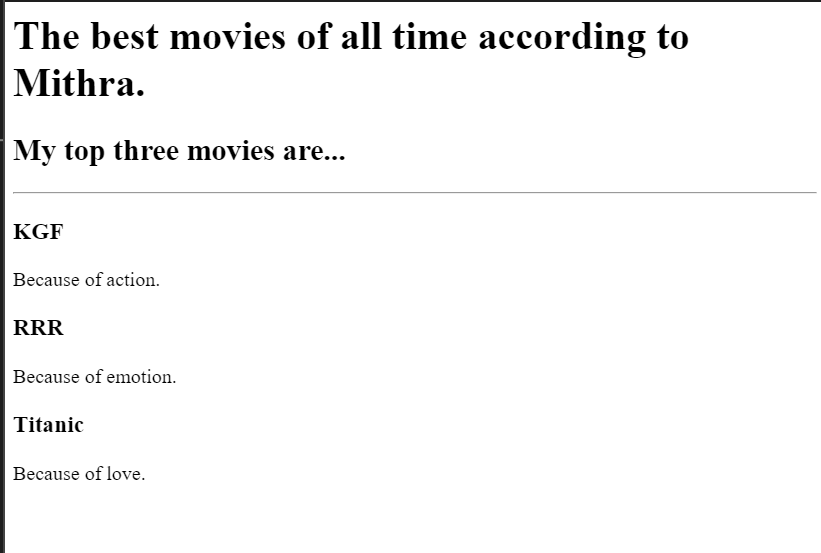 The best movies of all time according to
Mithra.
My top three movies are...
KGF
Because of action.
RRR
Because of emotion.
Titanic
Because of love.